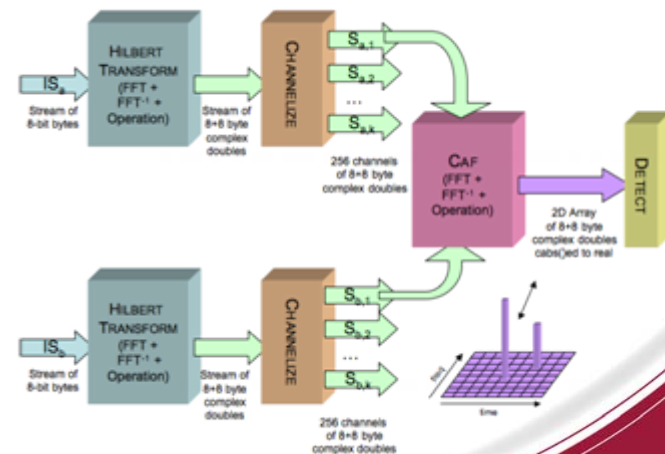 HILBERT
TRANSFORM
(FFT +
FFT-1 +
Operation)
CHANNELIZE
ISa
Stream of
8-bit bytes
Stream of
8+8 byte
complex
doubles
Sa,1
Sa,2
...
Sa,k
256 channels
of 8+8 byte
complex doubles
CAF
(FFT +
FFT-1 +
Operation)
2D Array
of 8+8 byte
complex doubles
cabs()ed to real
DETECT
HILBERT
TRANSFORM
(FFT +
FFT-1 +
Operation)
CHANNELIZE
ISb
Stream of
8-bit bytes
Stream of
8+8 byte
complex
doubles
Sb,1
Sb,2
...
Sb,k
256 channels
of 8+8 byte
complex doubles
time